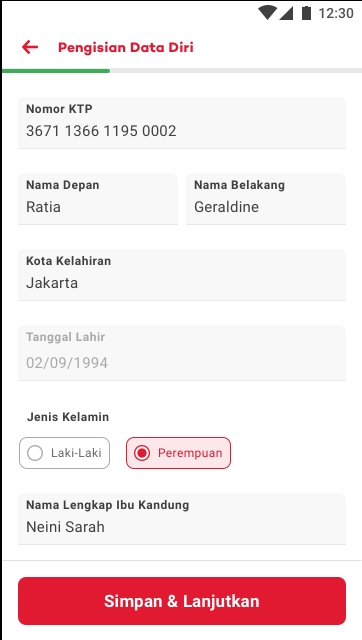 12:30
Pengisian Data Diri
Nomor KTP
3671 1366 1195 0002
Nama Depan
Ratia
Nama Belakang
Geraldine
Kota Kelahiran
Jakarta
Tanggal Lahir
02/09/1994
Jenis Kelamin
Laki-Laki
Perempuan
Nama Lengkap Ibu Kandung
Neini Sarah
Simpan & Lanjutkan